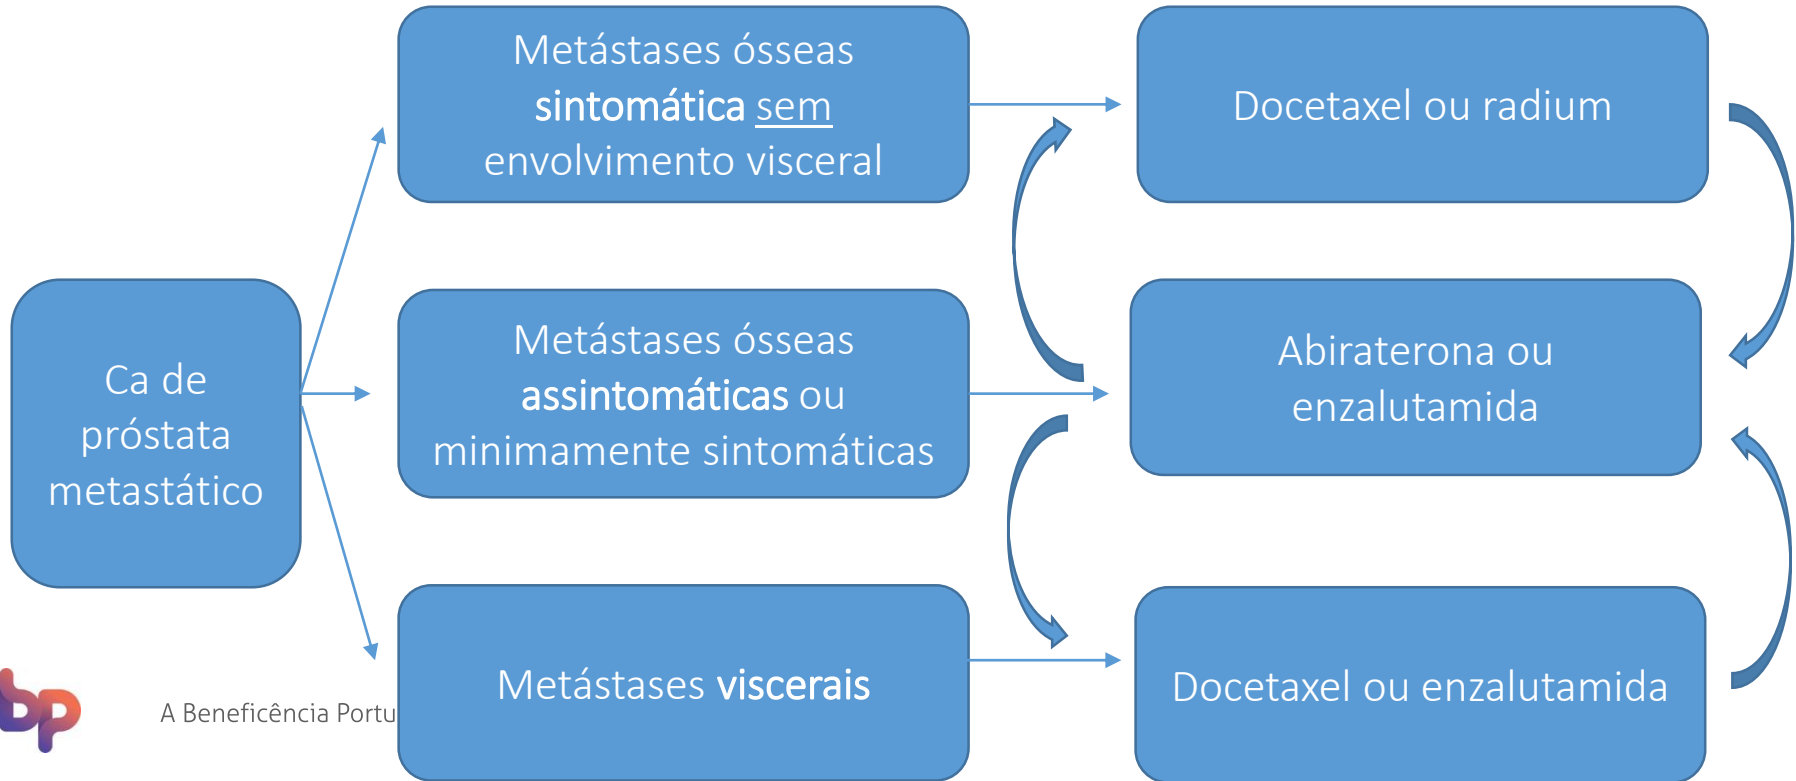 Metástases ósseas
sintomática sem
envolvimento visceral
Docetaxel ou radium
Ca de
próstata
metastático
Metástases ósseas
assintomáticas ou
minimamente sintomáticas
Abiraterona ou
enzalutamida
Metástases viscerais
Docetaxel ou enzalutamida
bp
A Beneficência Portu